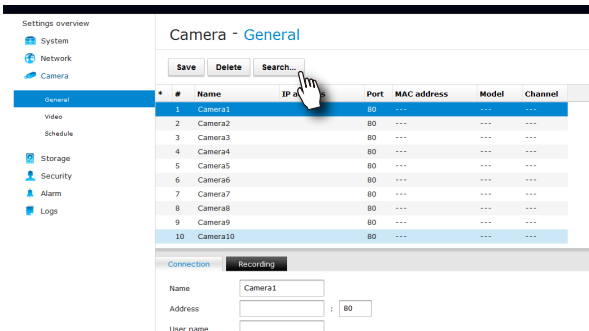 Settings overview
System
Network
Camera
General
Video
Schedule
Storage
Security
Alarm
Logs
Camera - General
Save Delete Search...
* # Name Port MAC address Model Channel
1 Camera1 80 --- --- ---
2 Camera2 80 --- --- ---
3 Camera3 80 --- --- ---
4 Camera4 80 --- --- ---
5 Camera5 80 --- --- ---
6 Camera6 80 --- --- ---
7 Camera7 80 --- --- ---
8 Camera8 80 --- --- ---
9 Camera9 80 --- --- ---
10 Camera10 80 --- --- ---
Connection Recording
Name Camera1
Address : 80
User name